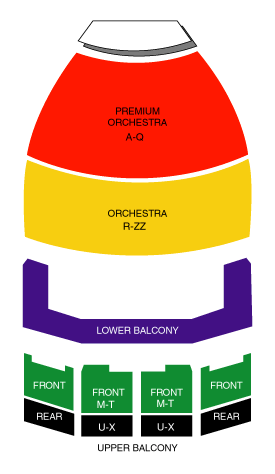 PREMIUM
ORCHESTRA
A-Q
ORCHESTRA
R-ZZ
LOWER BALCONY
FRONT
FRONT
M-T
FRONT
M-T
FRONT
REAR
U-X
U-X
REAR
UPPER BALCONY